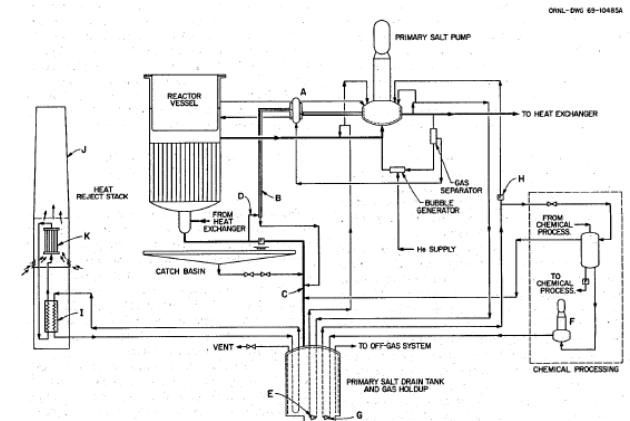 ORNL-DWG 69-10485A
PRIMARY SALT PUMP
A
REACTOR
VESSEL
TO HEAT EXCHANGER
J
HEAT
REJECT STACK
GAS
SEPARATOR
H
B
D
BUBBLE
GENERATOR
FROM
HEAT
EXCHANGER
FROM
CHEMICAL
PROCESS.
K
He SUPPLY
CATCH BASIN
TO
CHEMICAL
PROCESS.
C
I
F
VENT
TO OFF-GAS SYSTEM
CHEMICAL PROCESSING
PRIMARY SALT DRAIN TANK
AND GAS HOLDUP
E
G